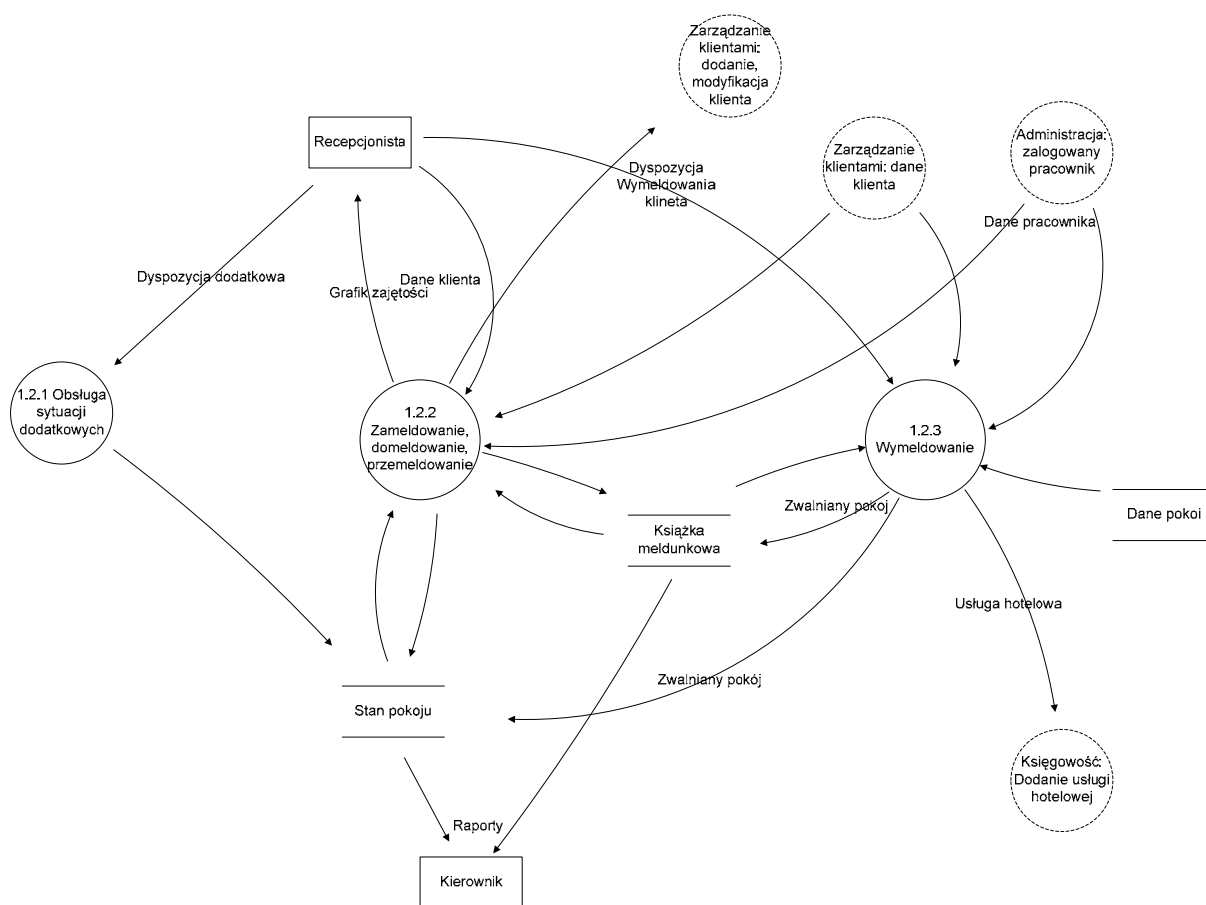 Zarządzanie
klientami:
dodanie,
modyfikacja
klienta
Recepcjonista
Zarządzanie
klientami: dane
klienta
Administracja:
zalogowany
pracownik
Dyspozycja
Wymeldowania
klineta
Dane pracownika
Dyspozycja dodatkowa
Grafik zajętości
Dane klienta
1.2.1 Obsługa
sytuacji
dodatkowych
1.2.2
Zameldowanie,
domeldowanie,
przemeldowanie
1.2.3
Wymeldowanie
Zwalniany pokoj
Dane pokoi
Książka
meldunkowa
Usługa hotelowa
Zwalniany pokój
Stan pokoju
Księgowość:
Dodanie usługi
hotelowej
Raporty
Kierownik